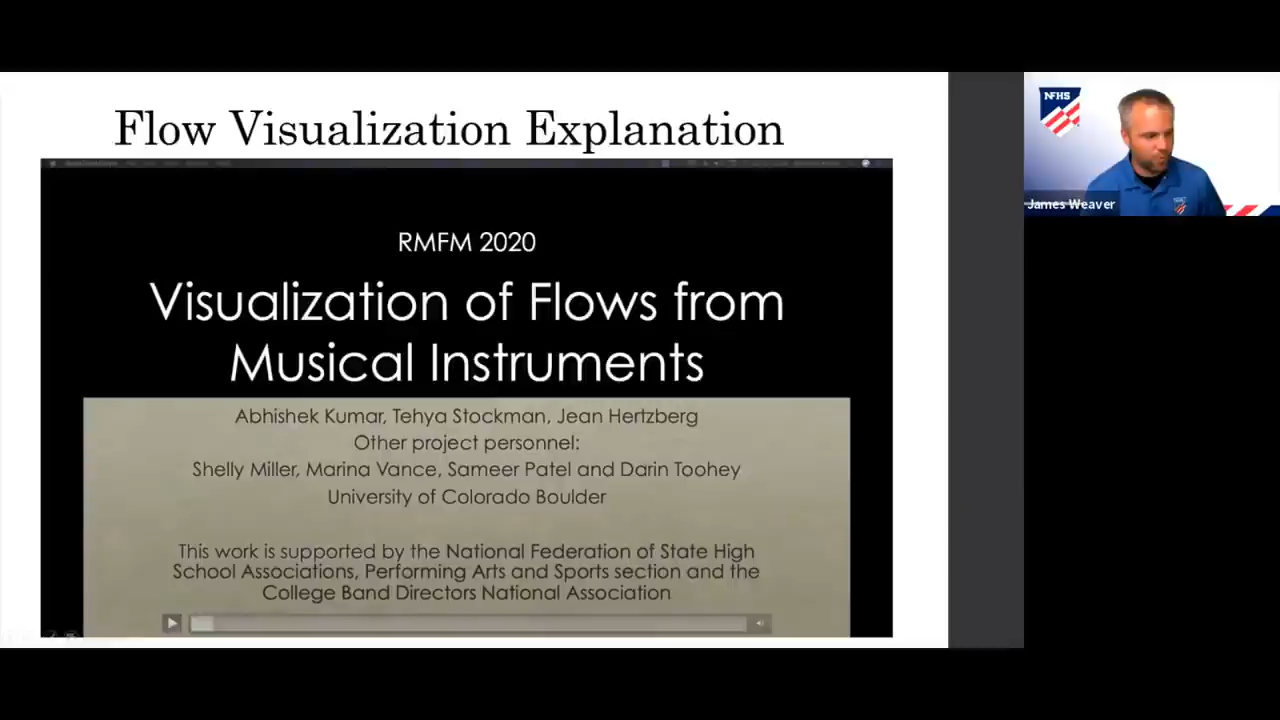 Flow Visualization Explanation
RMFM 2020
Visualization of Flows from
Musical Instruments
Abhishek Kumar, Tehya Stockman, Jean Hertzberg
Other project personnel:
Shelly Miller, Marina Vance, Sameer Patel and Darin Toohey
University of Colorado Boulder
This work is supported by the National Federation of State High
School Associations, Performing Arts and Sports section and the
College Band Directors National Association
NFHS
James Weaver